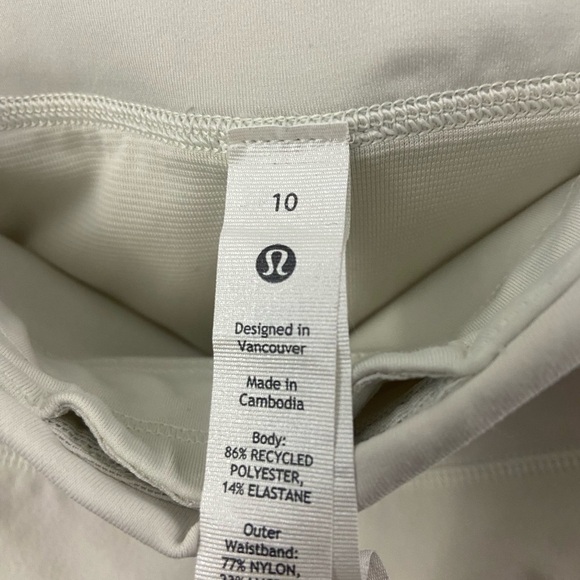 10
Designed in
Vancouver
Made in
Cambodia
Body:
86% RECYCLED
POLYESTER,
14% ELASTANE
Outer
Waistband:
77% NYLON,